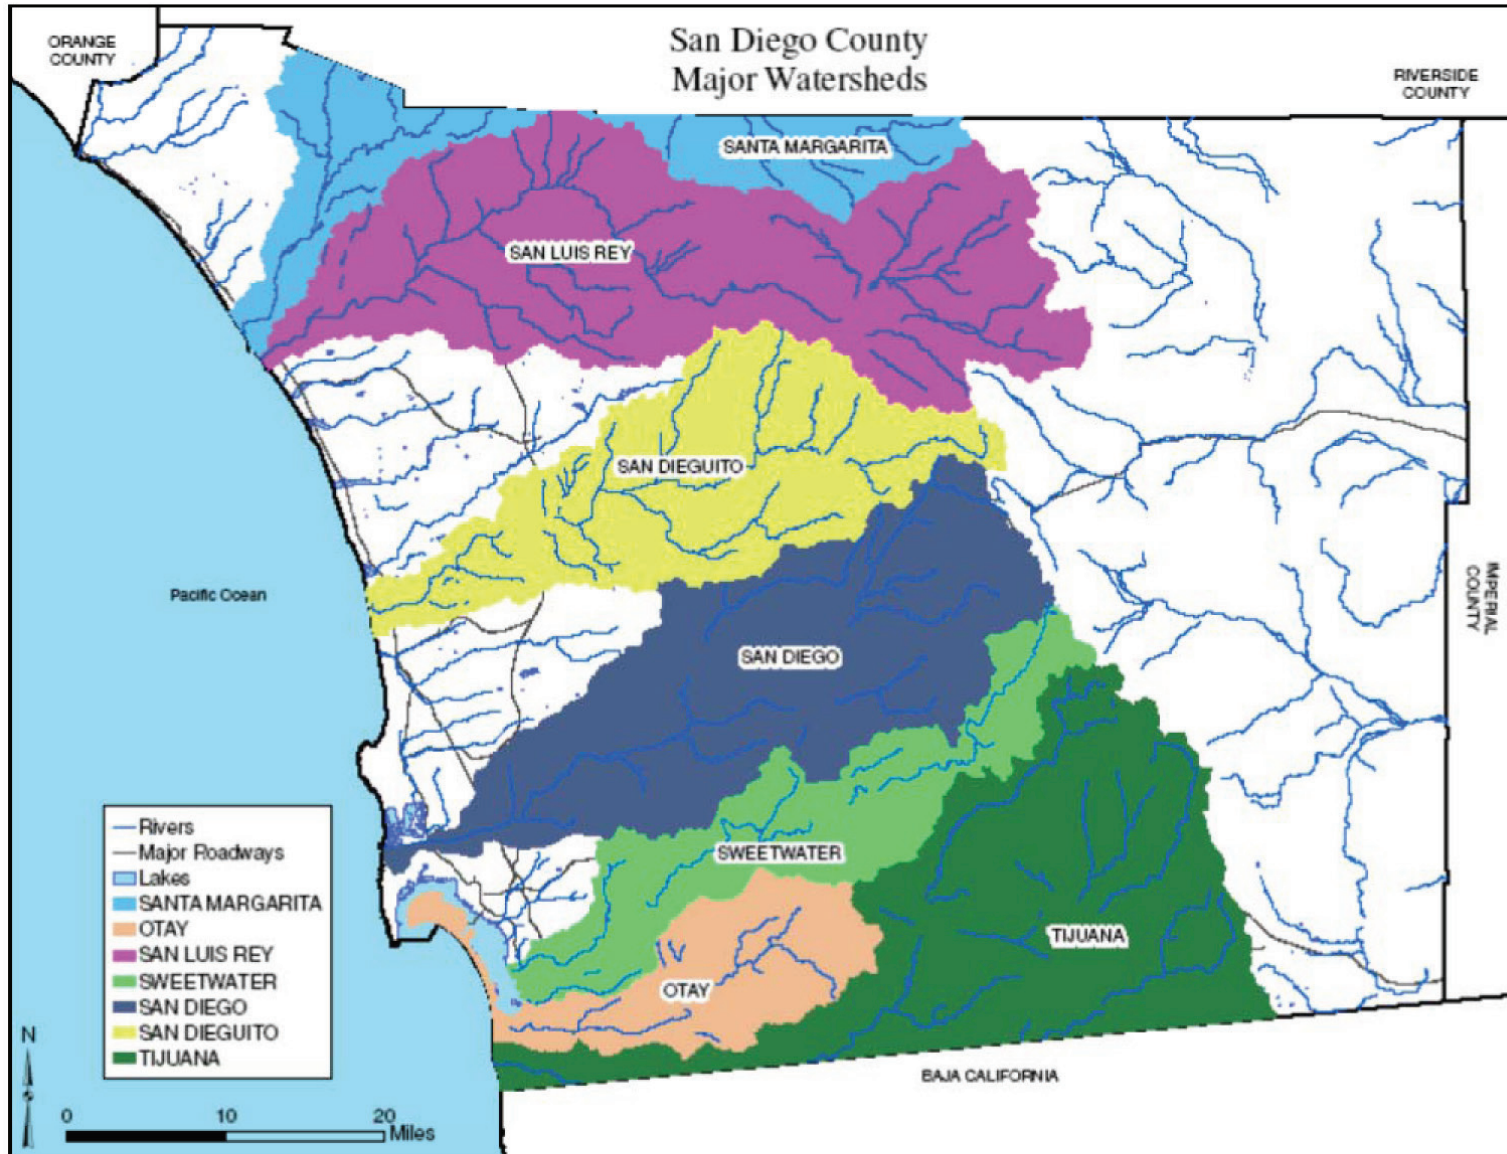 San Diego County
Major Watersheds
ORANGE
COUNTY
RIVERSIDE
COUNTY
SANTA MARGARITA
SAN LUIS REY
SAN DIEGUITO
Pacific Ocean
IMPERIAL
COUNTY
SAN DIEGO
SWEETWATER
TIJUANA
OTAY
BAJA CALIFORNIA
Rivers
Major Roadways
Lakes
SANTA MARGARITA
OTAY
SAN LUIS REY
SWEETWATER
SAN DIEGO
SAN DIEGUITO
TIJUANA
N
0 10 20
Miles